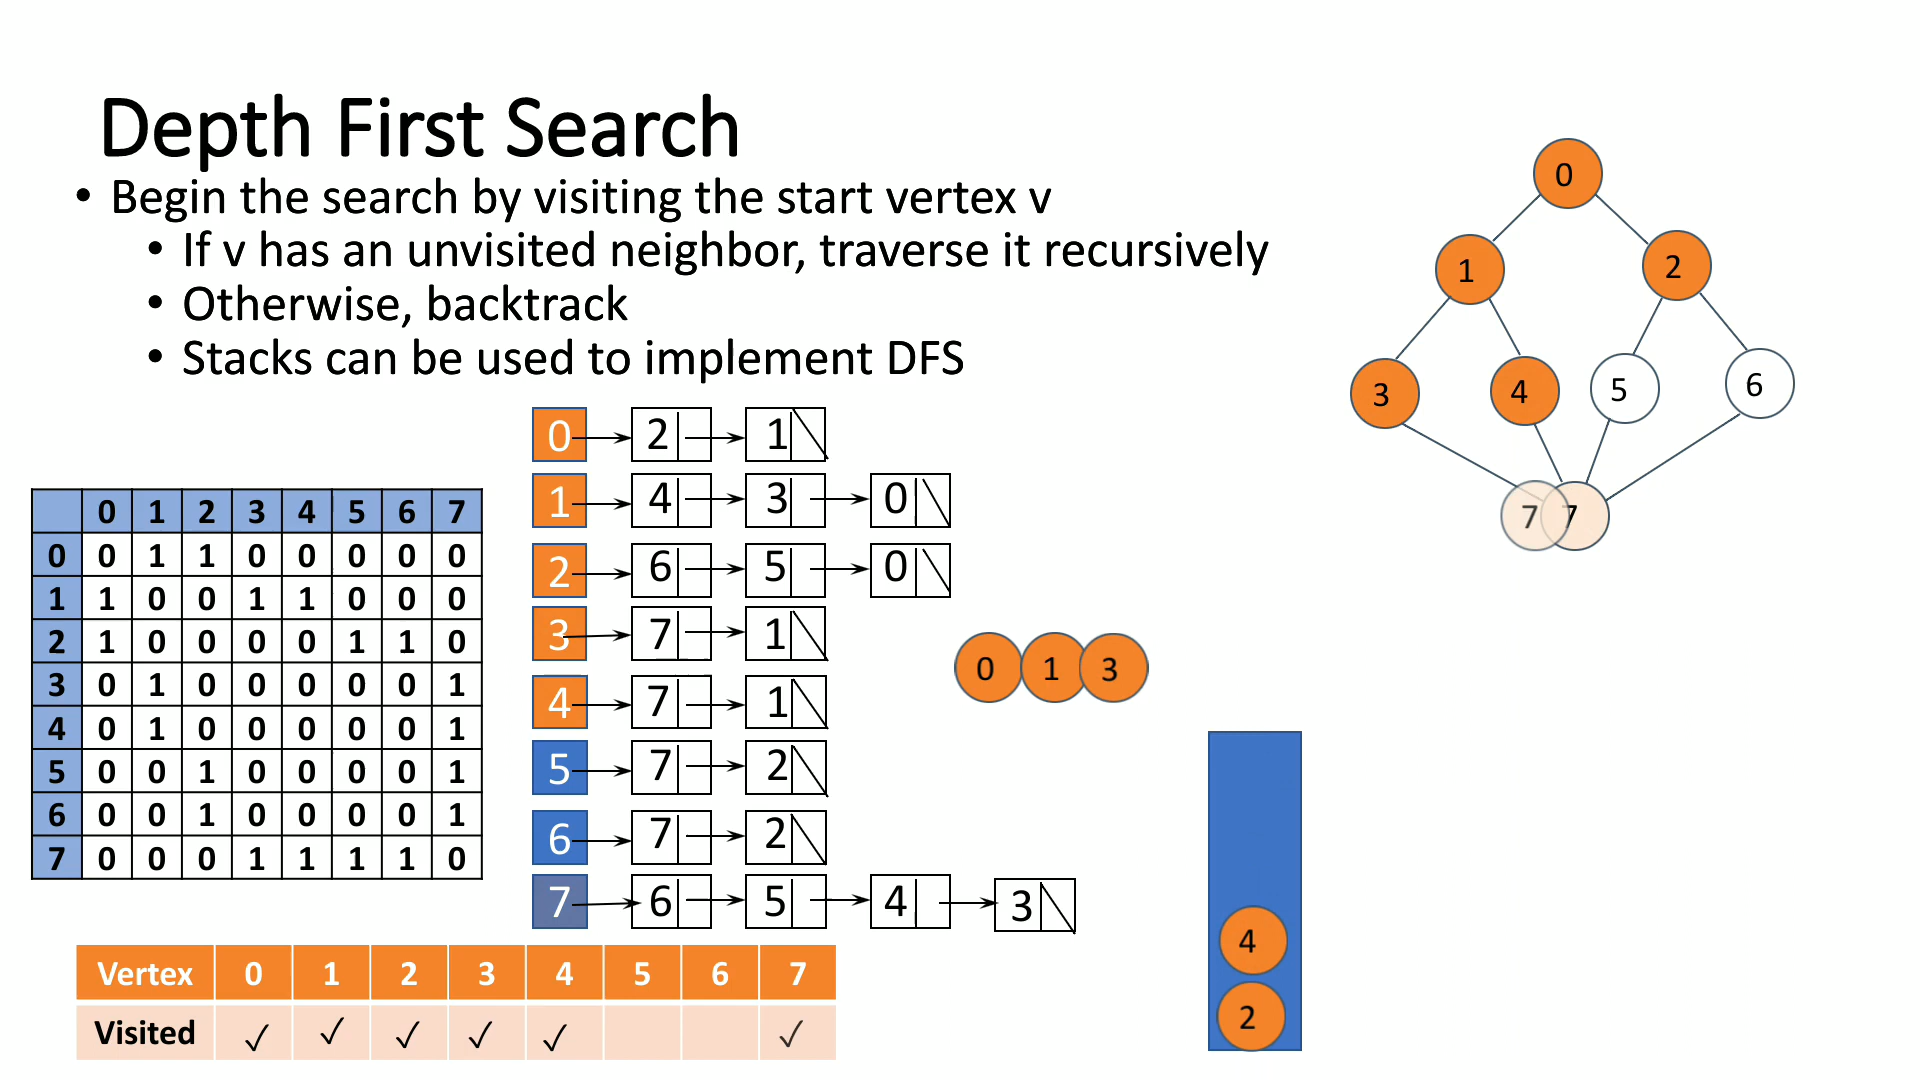 Depth First Search
• Begin the search by visiting the start vertex v
• If v has an unvisited neighbor, traverse it recursively
• Otherwise, backtrack
• Stacks can be used to implement DFS
0
1 2
3 4 5 6
7 7
0 2 1
1 4 3 0
2 6 5 0
3 7 1
4 7 1
5 7 2
6 7 2
7 6 5 4 3
0 1 2 3 4 5 6 7
0 0 1 1 0 0 0 0 0
1 1 0 0 1 1 0 0 0
2 1 0 0 0 0 1 1 0
3 0 1 0 0 0 0 0 1
4 0 1 0 0 0 0 0 1
5 0 0 1 0 0 0 0 1
6 0 0 1 0 0 0 0 1
7 0 0 0 1 1 1 1 0
0 1 3
4
2
Vertex 0 1 2 3 4 5 6 7
Visited ✓ ✓ ✓ ✓ ✓ ✓